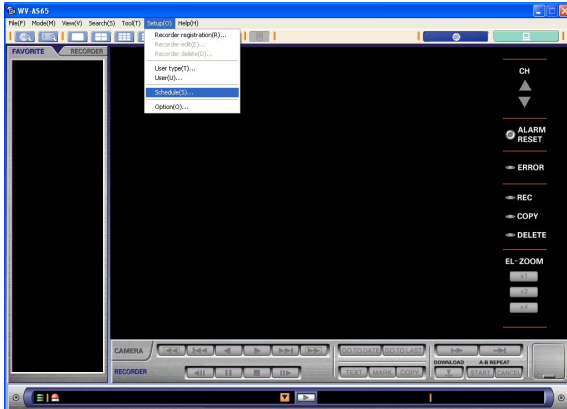 WV-AS65
File(F) Mode(M) View(V) Search(S) Tool(T) Setup(O) Help(H)
Recorder registration(R)...
Recorder edit(E)...
Recorder delete(D)...
User type(T)...
User(U)...
Schedule(S)...
Option(O)...
FAVORITE RECORDER
CH
ALARM
RESET
ERROR
REC
COPY
DELETE
EL-ZOOM
x1
x2
x4
CAMERA
GO TO DATE GO TO LAST
DOWNLOAD A-B REPEAT
RECORDER
TEXT MARK COPY
START CANCEL